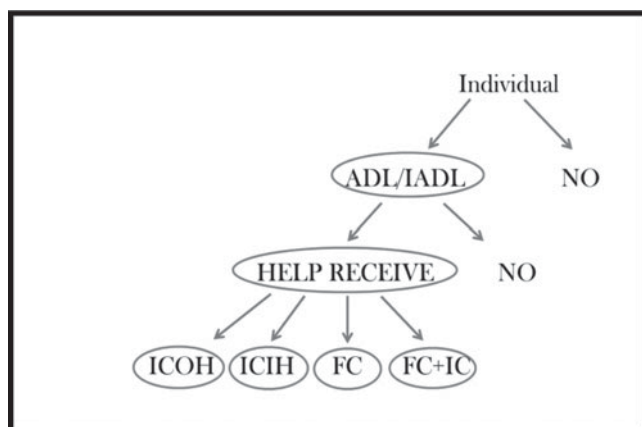 Individual
ADL/IADL NO
HELP RECEIVE NO
ICOH ICIH FC FC+IC